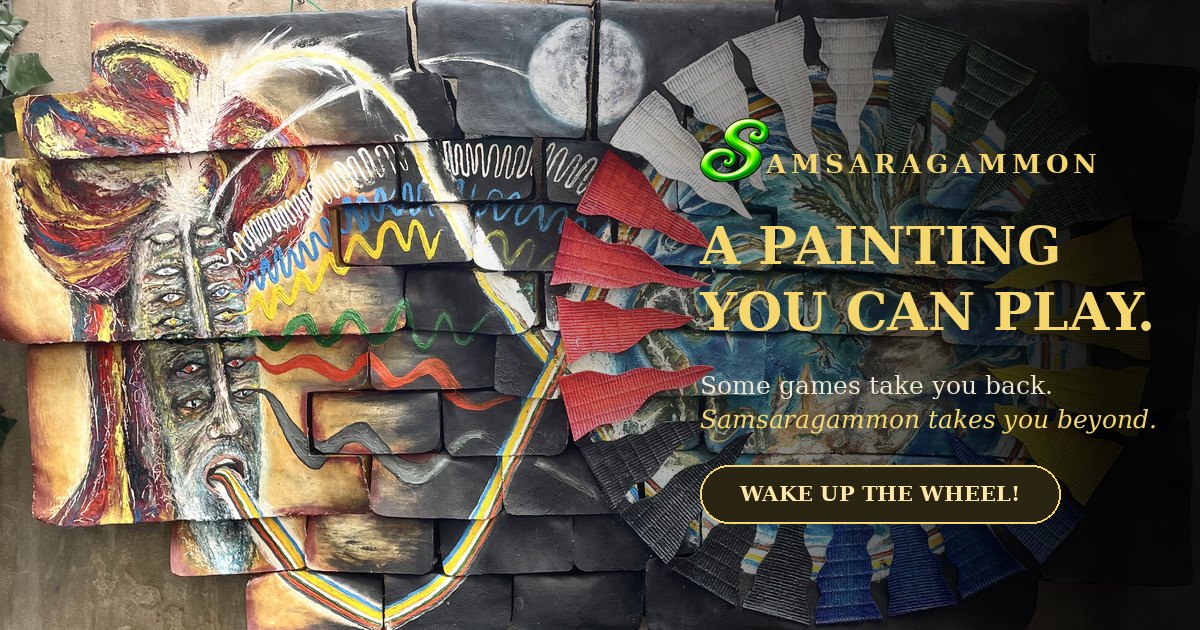 SAMSARAGAMMON
A PAINTING
YOU CAN PLAY.
Some games take you back.
Samsaragammon takes you beyond.
WAKE UP THE WHEEL!